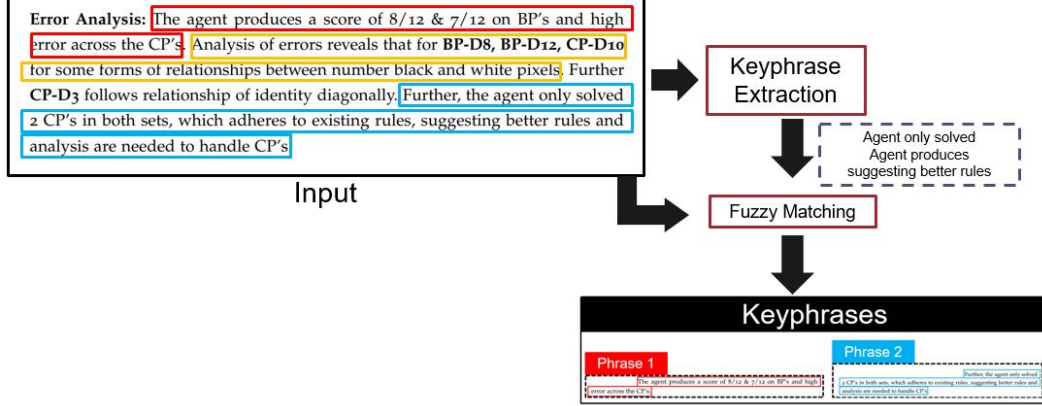 Error Analysis: The agent produces a score of 8/12 & 7/12 on BP's and high
error across the CP's. Analysis of errors reveals that for BP-D8, BP-D12, CP-D10
for some forms of relationships between number black and white pixels. Further
CP-D3 follows relationship of identity diagonally. Further, the agent only solved
2 CP's in both sets, which adheres to existing rules, suggesting better rules and
analysis are needed to handle CP's
Input
Keyphrase
Extraction
Agent only solved
Agent produces
suggesting better rules
Fuzzy Matching
Keyphrases
Phrase 1
The agent produces a score of 8/12 & 7/12 on BP's and high
error across the CP's.
Phrase 2
Further, the agent only solved
2 CP's in both sets, which adheres to existing rules, suggesting better rules and
analysis are needed to handle CP's